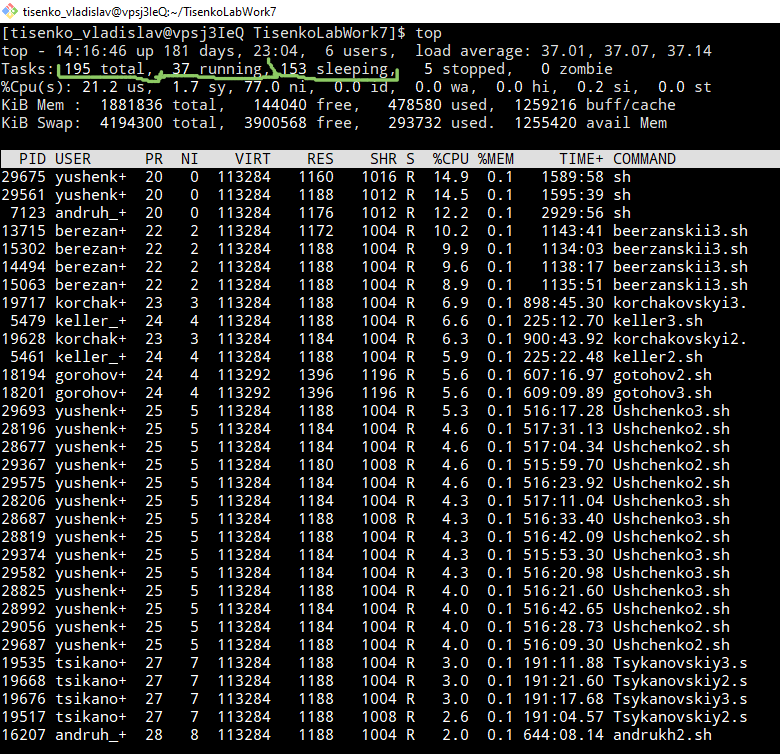 tisenko_vladislav@vpsj3IeQ:~/TisenkoLabWork7
[tisenko_vladislav@vpsj3IeQ TisenkoLabWork7]$ top
top - 14:16:46 up 181 days, 23:04,  6 users,  load average: 37.01, 37.07, 37.14
Tasks: 195 total,  37 running, 153 sleeping,   5 stopped,   0 zombie
%Cpu(s): 21.2 us,  1.7 sy, 77.0 ni,  0.0 id,  0.0 wa,  0.0 hi,  0.2 si,  0.0 st
KiB Mem :  1881836 total,   144040 free,   478580 used,  1259216 buff/cache
KiB Swap:  4194300 total,  3900568 free,   293732 used.  1255420 avail Mem
PID USER PR NI VIRT RES SHR S %CPU %MEM TIME+ COMMAND
29675 yushenk+ 20 0 113284 1160 1016 R 14.9 0.1 1589:58 sh
29561 yushenk+ 20 0 113284 1188 1012 R 14.5 0.1 1595:39 sh
7123 andruh_+ 20 0 113284 1176 1012 R 12.2 0.1 2929:56 sh
13715 berezan+ 22 2 113284 1172 1004 R 10.2 0.1 1143:41 beerzanskii3.sh
15302 berezan+ 22 2 113284 1188 1004 R 9.9 0.1 1134:03 beerzanskii3.sh
14494 berezan+ 22 2 113284 1188 1004 R 9.6 0.1 1138:17 beerzanskii3.sh
15063 berezan+ 22 2 113284 1188 1004 R 8.9 0.1 1135:51 beerzanskii3.sh
19717 korchak+ 23 3 113284 1188 1004 R 6.9 0.1 898:45.30 korchakovskyi3.
5479 keller_+ 24 4 113284 1188 1004 R 6.6 0.1 225:12.70 keller3.sh
19628 korchak+ 23 3 113284 1184 1004 R 6.3 0.1 900:43.92 korchakovskyi2.
5461 keller_+ 24 4 113284 1188 1004 R 5.9 0.1 225:22.48 keller2.sh
18194 gorohov+ 24 4 113292 1396 1196 R 5.6 0.1 607:16.97 gotohov2.sh
18201 gorohov+ 24 4 113292 1396 1196 R 5.6 0.1 609:09.89 gotohov3.sh
29693 yushenk+ 25 5 113284 1188 1004 R 5.3 0.1 516:17.28 Ushchenko3.sh
28196 yushenk+ 25 5 113284 1184 1004 R 4.6 0.1 517:31.13 Ushchenko2.sh
28677 yushenk+ 25 5 113284 1188 1004 R 4.6 0.1 517:04.34 Ushchenko2.sh
29367 yushenk+ 25 5 113284 1180 1008 R 4.6 0.1 515:59.70 Ushchenko2.sh
29575 yushenk+ 25 5 113284 1184 1004 R 4.6 0.1 516:23.92 Ushchenko2.sh
28206 yushenk+ 25 5 113284 1184 1004 R 4.3 0.1 517:11.04 Ushchenko3.sh
28687 yushenk+ 25 5 113284 1188 1008 R 4.3 0.1 516:33.40 Ushchenko3.sh
28819 yushenk+ 25 5 113284 1188 1004 R 4.3 0.1 516:42.09 Ushchenko2.sh
29374 yushenk+ 25 5 113284 1184 1004 R 4.3 0.1 515:53.30 Ushchenko3.sh
29582 yushenk+ 25 5 113284 1184 1004 R 4.3 0.1 516:20.98 Ushchenko3.sh
28825 yushenk+ 25 5 113284 1188 1004 R 4.0 0.1 516:21.60 Ushchenko3.sh
28992 yushenk+ 25 5 113284 1184 1004 R 4.0 0.1 516:42.65 Ushchenko2.sh
29056 yushenk+ 25 5 113284 1184 1004 R 4.0 0.1 516:28.73 Ushchenko2.sh
29687 yushenk+ 25 5 113284 1188 1004 R 4.0 0.1 516:09.30 Ushchenko2.sh
19535 tsikano+ 27 7 113284 1188 1004 R 3.0 0.1 191:11.88 Tsykanovskiy3.s
19668 tsikano+ 27 7 113284 1184 1004 R 3.0 0.1 191:21.60 Tsykanovskiy2.s
19676 tsikano+ 27 7 113284 1188 1004 R 3.0 0.1 191:17.68 Tsykanovskiy3.s
19517 tsikano+ 27 7 113284 1188 1008 R 2.6 0.1 191:04.57 Tsykanovskiy2.s
16207 andruh_+ 28 8 113284 1188 1004 R 2.0 0.1 644:08.14 andrukh2.sh